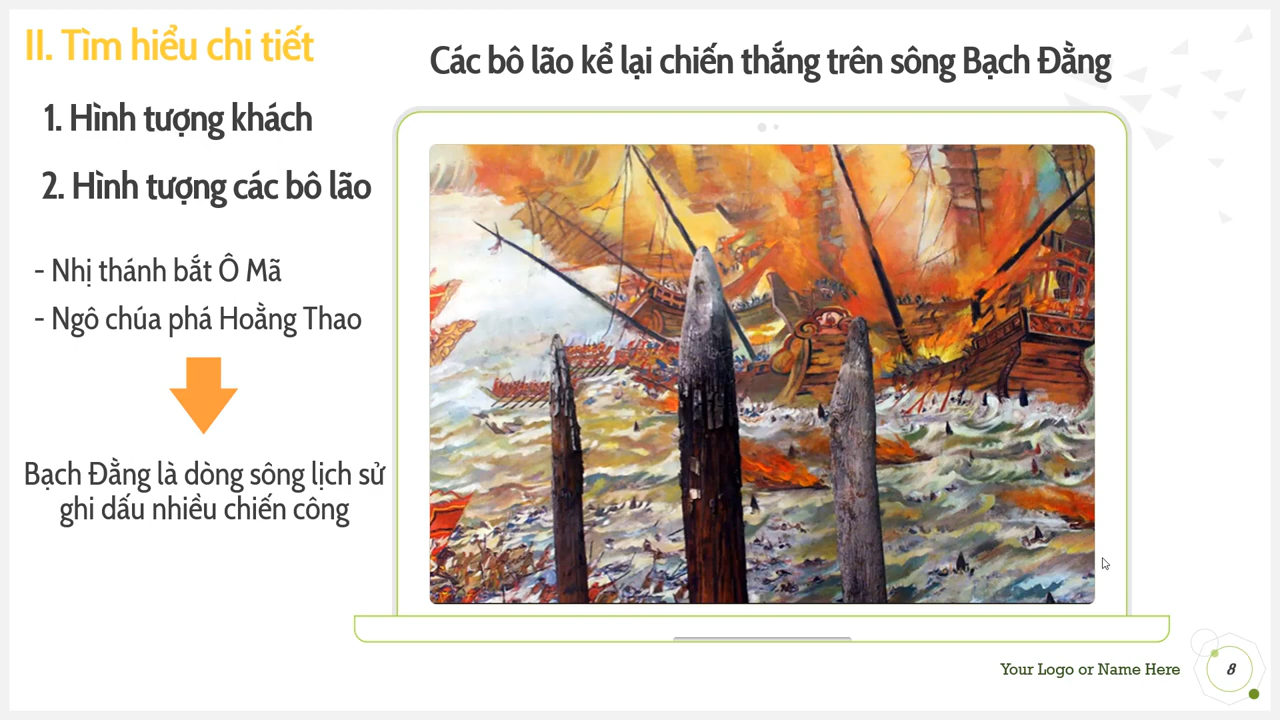 II. Tìm hiểu chi tiết
Các bô lão kể lại chiến thắng trên sông Bạch Đằng
1. Hình tượng khách
2. Hình tượng các bô lão
- Nhị thánh bắt Ô Mã
- Ngô chúa phá Hoằng Thao
Bạch Đằng là dòng sông lịch sử
ghi dấu nhiều chiến công
Your Logo or Name Here
8